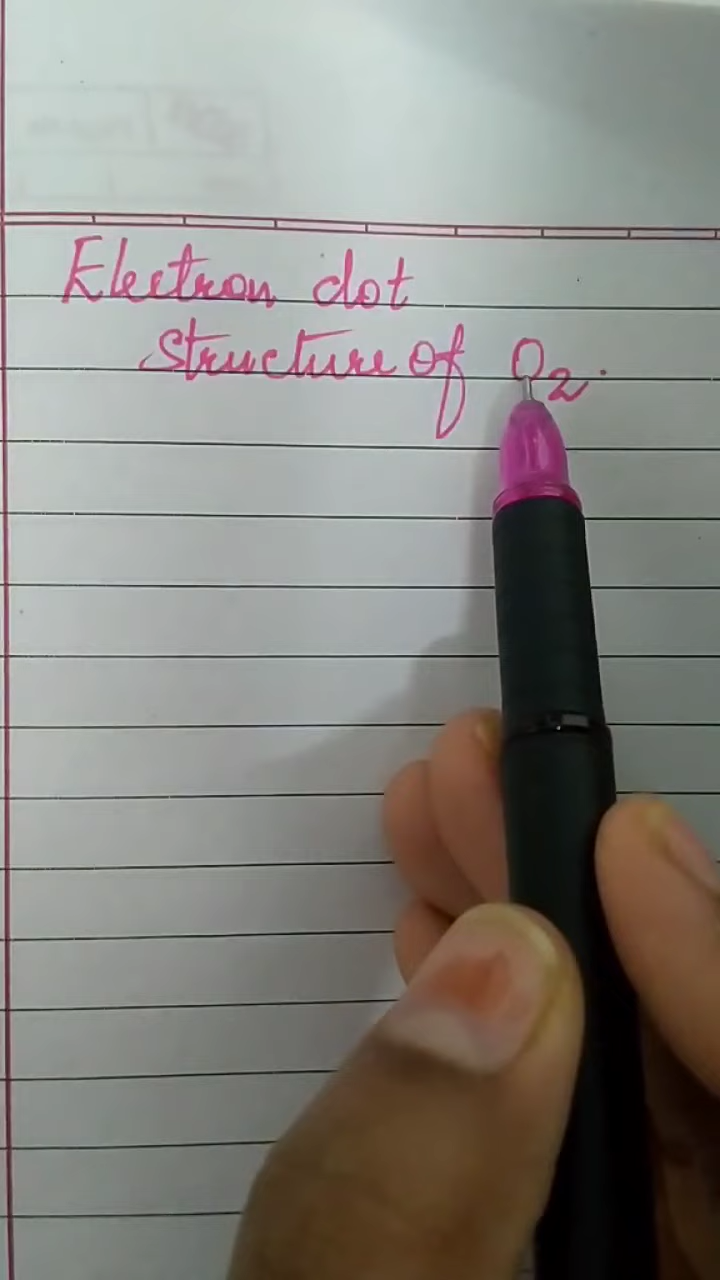 Electron dot
structure of O₂.